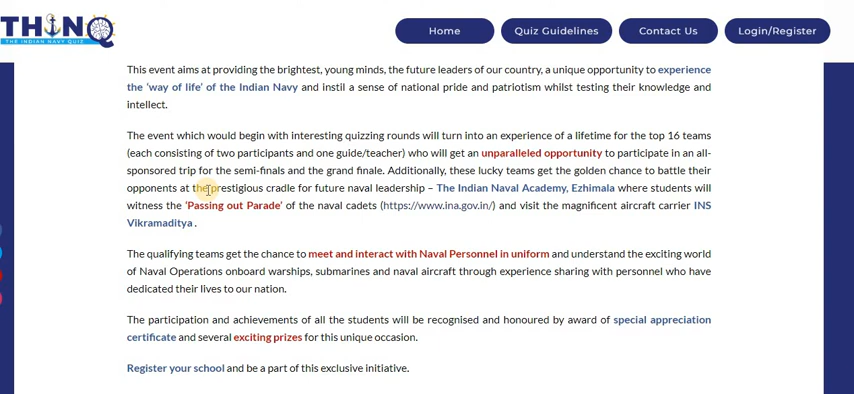 THINQ
THE INDIAN NAVY QUIZ
Home
Quiz Guidelines
Contact Us
Login/Register
This event aims at providing the brightest, young minds, the future leaders of our country, a unique opportunity to experience
the ‘way of life’ of the Indian Navy and instil a sense of national pride and patriotism whilst testing their knowledge and
intellect.
The event which would begin with interesting quizzing rounds will turn into an experience of a lifetime for the top 16 teams
(each consisting of two participants and one guide/teacher) who will get an unparalleled opportunity to participate in an all-
sponsored trip for the semi-finals and the grand finale. Additionally, these lucky teams get the golden chance to battle their
opponents at the prestigious cradle for future naval leadership – The Indian Naval Academy, Ezhimala where students will
witness the ‘Passing out Parade’ of the naval cadets (https://www.ina.gov.in/) and visit the magnificent aircraft carrier INS
Vikramaditya .
The qualifying teams get the chance to meet and interact with Naval Personnel in uniform and understand the exciting world
of Naval Operations onboard warships, submarines and naval aircraft through experience sharing with personnel who have
dedicated their lives to our nation.
The participation and achievements of all the students will be recognised and honoured by award of special appreciation
certificate and several exciting prizes for this unique occasion.
Register your school and be a part of this exclusive initiative.